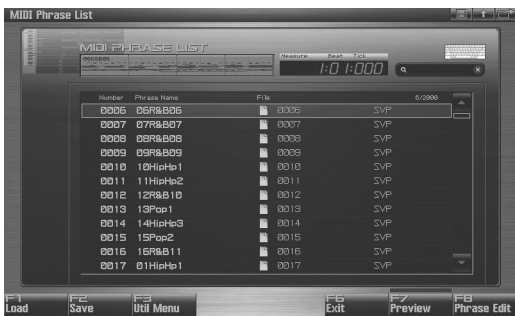 MIDI Phrase List
MIDI PHRASE LIST
06R&B06
Measure Beat Tick
1:01:000
Number Phrase Name File 6/2000
0006 06R&B06 0006 SVP
0007 07R&B07 0007 SVP
0008 08R&B08 0008 SVP
0009 09R&B09 0009 SVP
0010 10HipHp1 0010 SVP
0011 11HipHp2 0011 SVP
0012 12R&B10 0012 SVP
0013 13Pop1 0013 SVP
0014 14HipHp3 0014 SVP
0015 15Pop2 0015 SVP
0016 16R&B11 0016 SVP
0017 01HipHp1 0017 SVP
F1 F2 F3 F6 F7 F8
Load Save Util Menu Exit Preview Phrase Edit